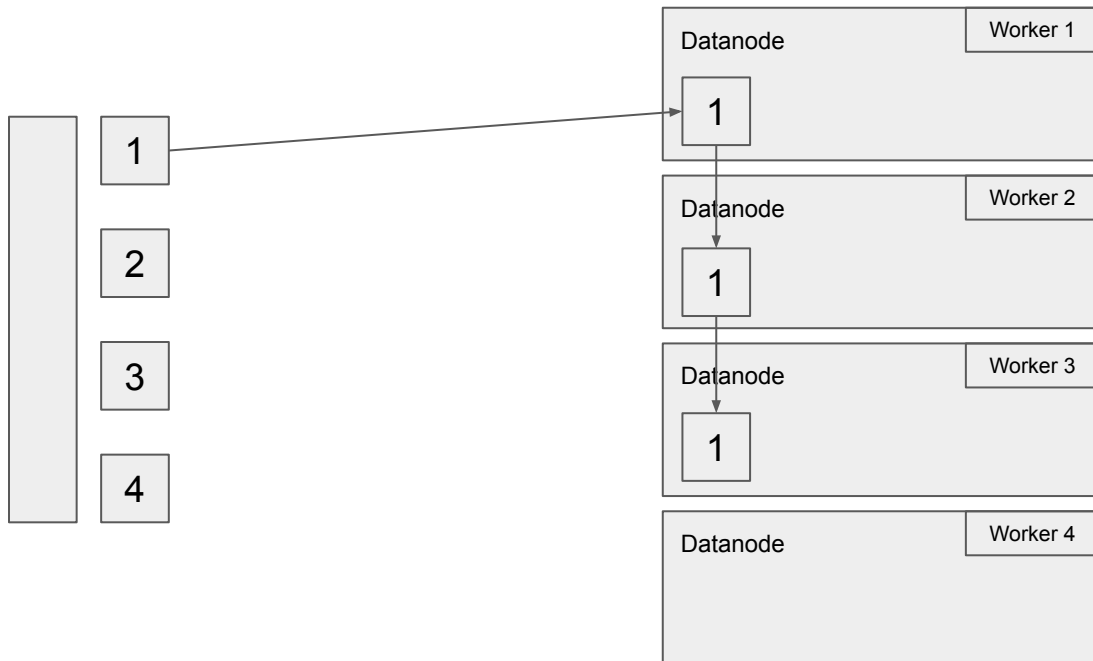 1
2
3
4
Datanode
Worker 1
1
Datanode
Worker 2
1
Datanode
Worker 3
1
Datanode
Worker 4